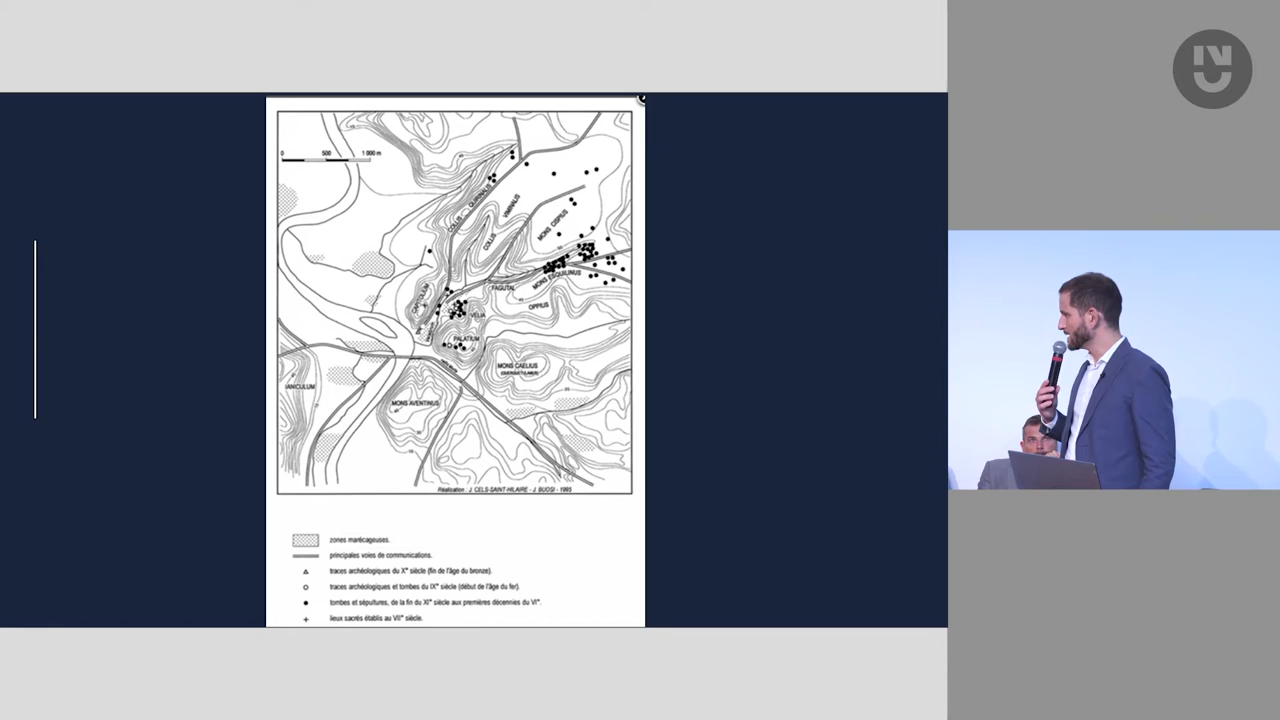 0 500 1 000 m
COLLIS QUIRINALIS
COLLIS VIMINALIS
MONS CISPIUS
MONS ESQUILINUS
FAGUTAL
OPPIUS
CAPITOLIUM
VELIA
PALATIUM
MONS CAELIUS
(QUERQUETULANUS)
IANICULUM
MONS AVENTINUS
Réalisation : J. CELS-SAINT-HILAIRE - J. BUOSI - 1995
zones marécageuses.
principales voies de communications.
traces archéologiques du Xe siècle (fin de l'âge du bronze).
traces archéologiques et tombes du IXe siècle (début de l'âge du fer).
tombes et sépultures, de la fin du XIe siècle aux premières décennies du VIe.
lieux sacrés établis au VIIe siècle.